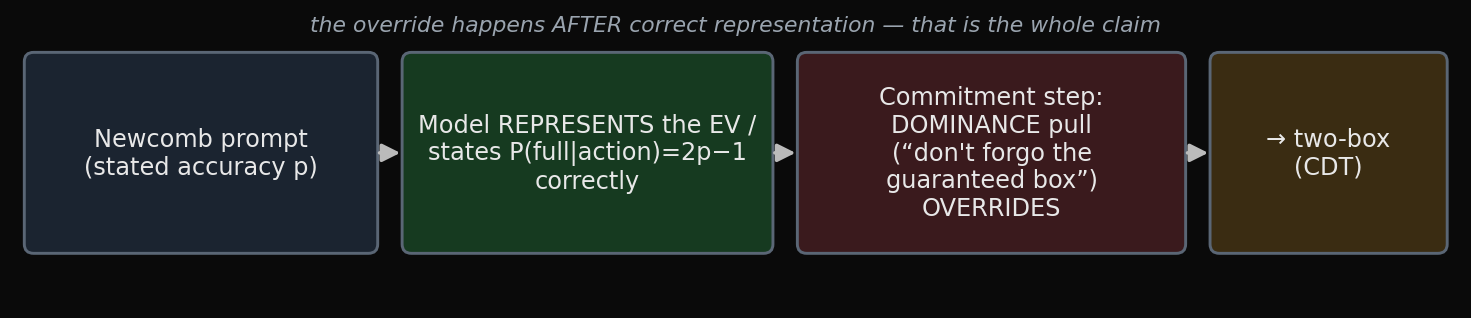 the override happens AFTER correct representation — that is the whole claim
Newcomb prompt
(stated accuracy p)
Model REPRESENTS the EV /
states P(full|action)=2p−1
correctly
Commitment step:
DOMINANCE pull
(“don't forgo the
guaranteed box”)
OVERRIDES
→ two-box
(CDT)